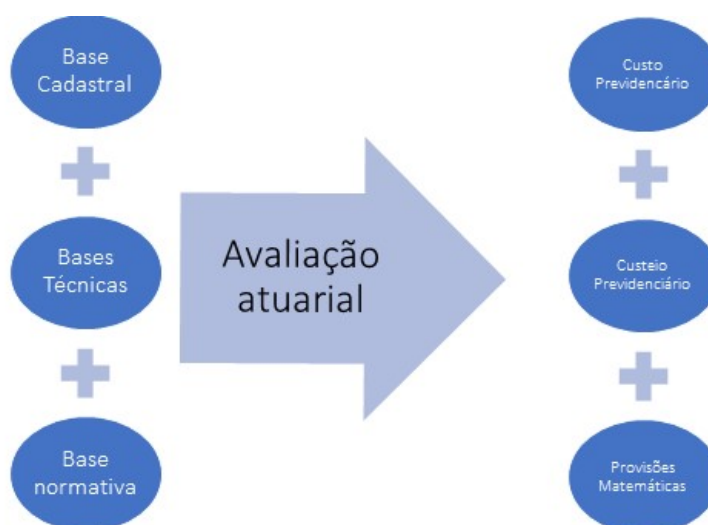 Base
Cadastral
Bases
Técnicas
Base
normativa
Avaliação
atuarial
Custo
Previdencário
Custeio
Previdenciário
Provisões
Matemáticas